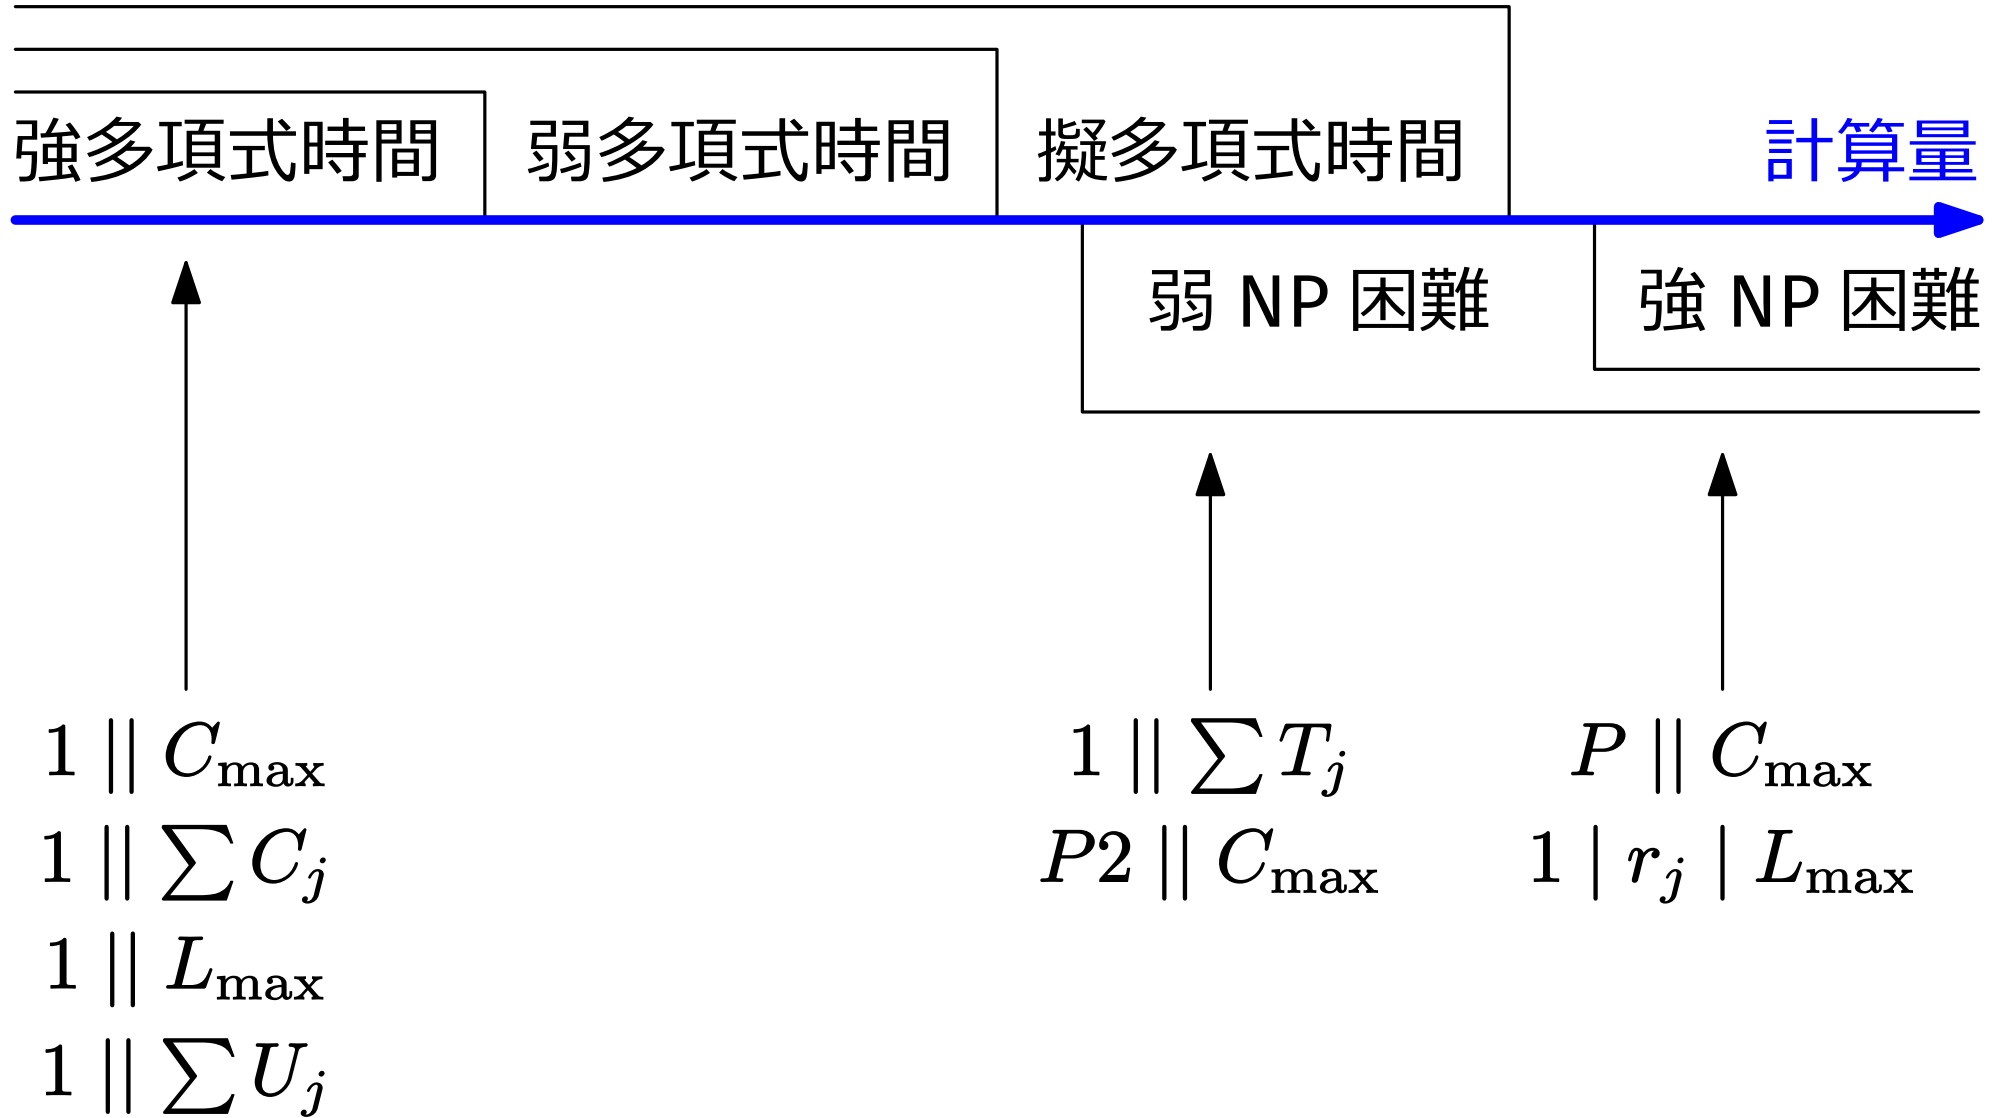 強多項式時間 弱多項式時間 擬多項式時間 計算量
弱 NP 困難 強 NP 困難
1 || C_max
1 || ∑ C_j
1 || L_max
1 || ∑ U_j
1 || ∑ T_j
P2 || C_max
P || C_max
1 | r_j | L_max